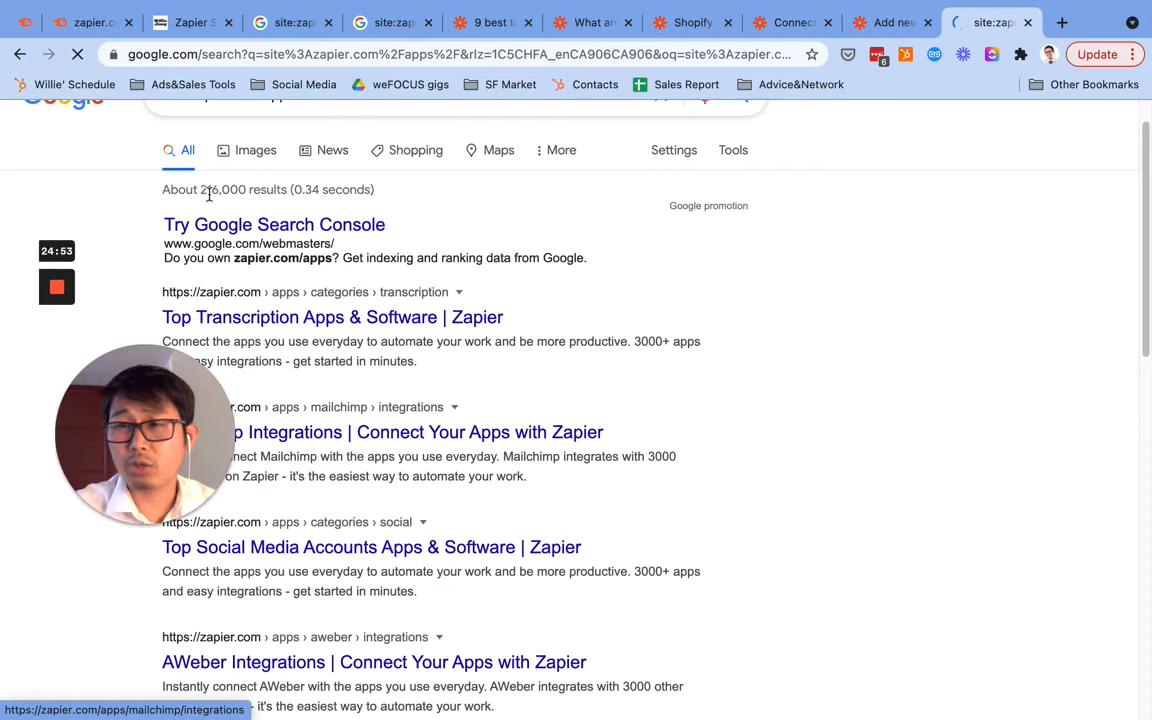 zapier.c
Zapier S
site:zapi
site:zap
9 best t
What are
Shopify
Connect
Add new
site:zapi
google.com/search?q=site%3Azapier.com%2Fapps%2F&rlz=1C5CHFA_enCA906CA906&oq=site%3Azapier.c...
6
Update
Willie' Schedule
Ads&Sales Tools
Social Media
weFOCUS gigs
SF Market
Contacts
Sales Report
Advice&Network
Other Bookmarks
All
Images
News
Shopping
Maps
More
Settings
Tools
results (0.34 seconds)
Google promotion
Try Google Search Console
www.google.com/webmasters/
Do you own zapier.com/apps? Get indexing and ranking data from Google.
24:53
https://zapier.com › apps › categories › transcription
Top Transcription Apps & Software | Zapier
Connect the apps you use everyday to automate your work and be more productive. 3000+ apps
easy integrations - get started in minutes.
r.com › apps › mailchimp › integrations
p Integrations | Connect Your Apps with Zapier
nnect Mailchimp with the apps you use everyday. Mailchimp integrates with 3000
on Zapier - it's the easiest way to automate your work.
https://zapier.com › apps › categories › social
Top Social Media Accounts Apps & Software | Zapier
Connect the apps you use everyday to automate your work and be more productive. 3000+ apps
and easy integrations - get started in minutes.
https://zapier.com › apps › aweber › integrations
AWeber Integrations | Connect Your Apps with Zapier
Instantly connect AWeber with the apps you use everyday. AWeber integrates with 3000 other
- it's the easiest way to automate your work.
https://zapier.com/apps/mailchimp/integrations